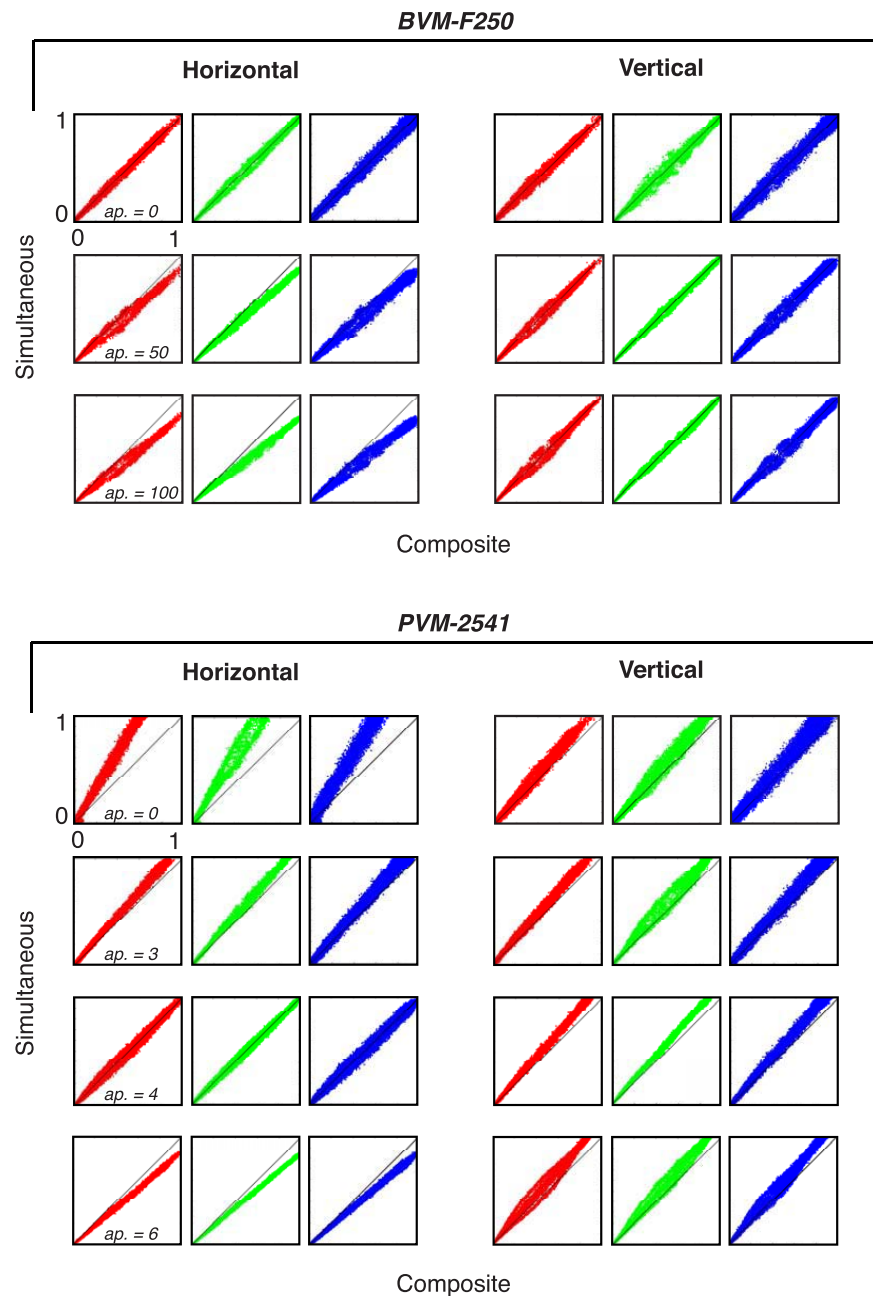 BVM-F250
Horizontal Vertical
1
0
ap. = 0
0 1
ap. = 50
ap. = 100
Simultaneous
Composite
PVM-2541
Horizontal Vertical
1
0
ap. = 0
0 1
ap. = 3
ap. = 4
ap. = 6
Simultaneous
Composite